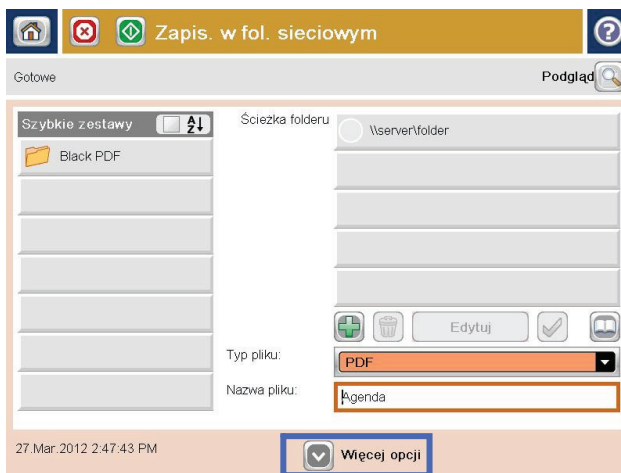 Zapis. w fol. sieciowym
Gotowe
Podgląd
Szybkie zestawy
Ścieżka folderu
\\server\folder
Black PDF
Edytuj
Typ pliku:
PDF
Nazwa pliku:
Agenda
27.Mar.2012 2:47:43 PM
Więcej opcji